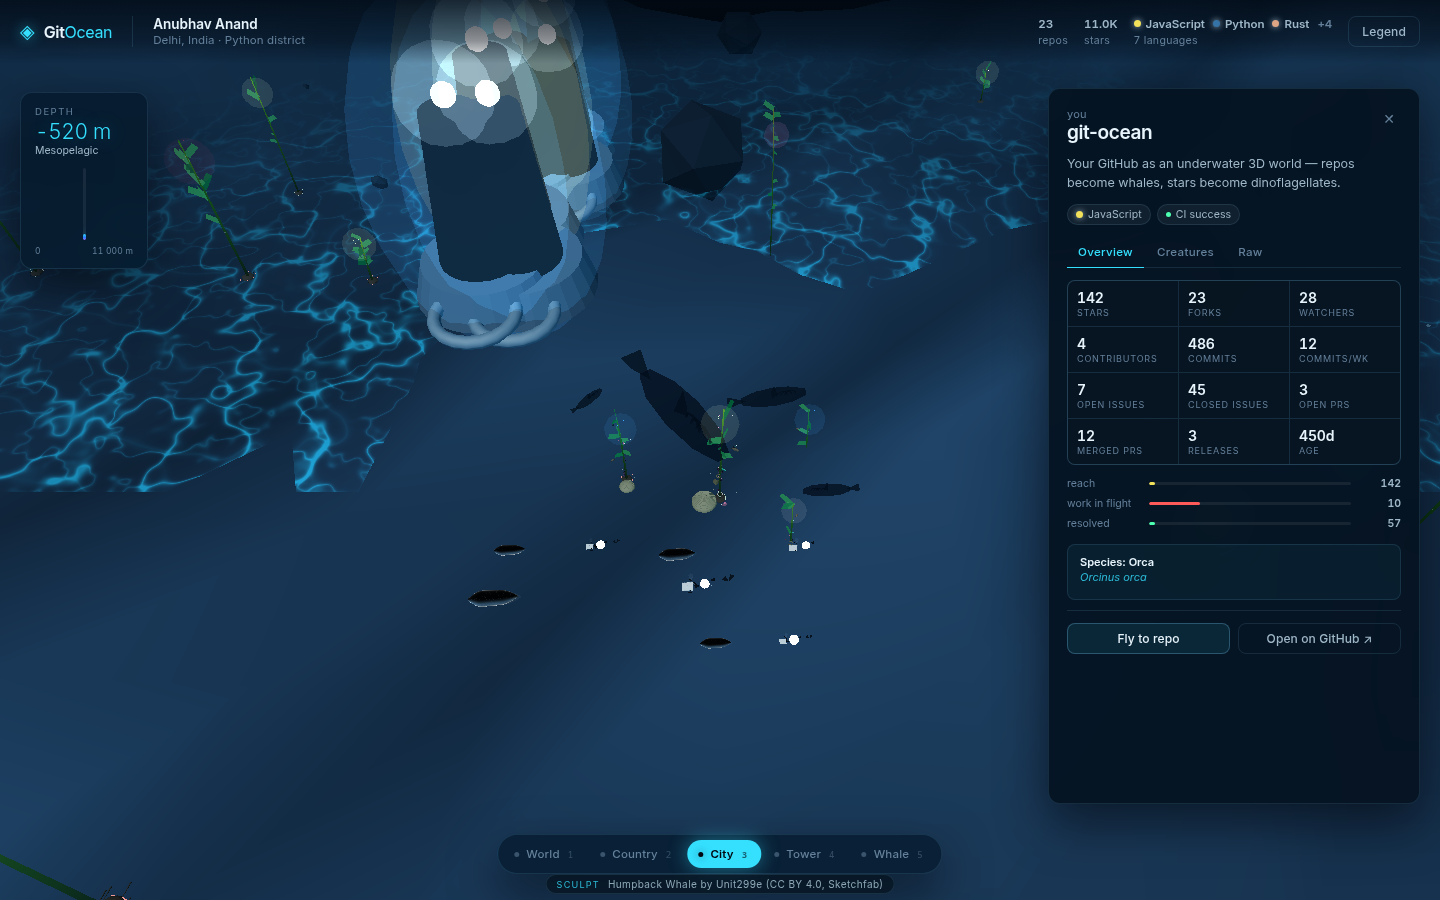 GitOcean
Anubhav Anand
Delhi, India · Python district
23 repos
11.0K stars
JavaScript Python Rust +4
7 languages
Legend
DEPTH
-520 m
Mesopelagic
0 11 000 m
you
git-ocean
×
Your GitHub as an underwater 3D world — repos
become whales, stars become dinoflagellates.
JavaScript CI success
Overview Creatures Raw
142 23 28
STARS FORKS WATCHERS
4 486 12
CONTRIBUTORS COMMITS COMMITS/WK
7 45 3
OPEN ISSUES CLOSED ISSUES OPEN PRS
12 3 450d
MERGED PRS RELEASES AGE
reach 142
work in flight 10
resolved 57
Species: Orca
Orcinus orca
Fly to repo Open on GitHub ↗
World 1 Country 2 City 3 Tower 4 Whale 5
SCULPT Humpback Whale by Unit299e (CC BY 4.0, Sketchfab)